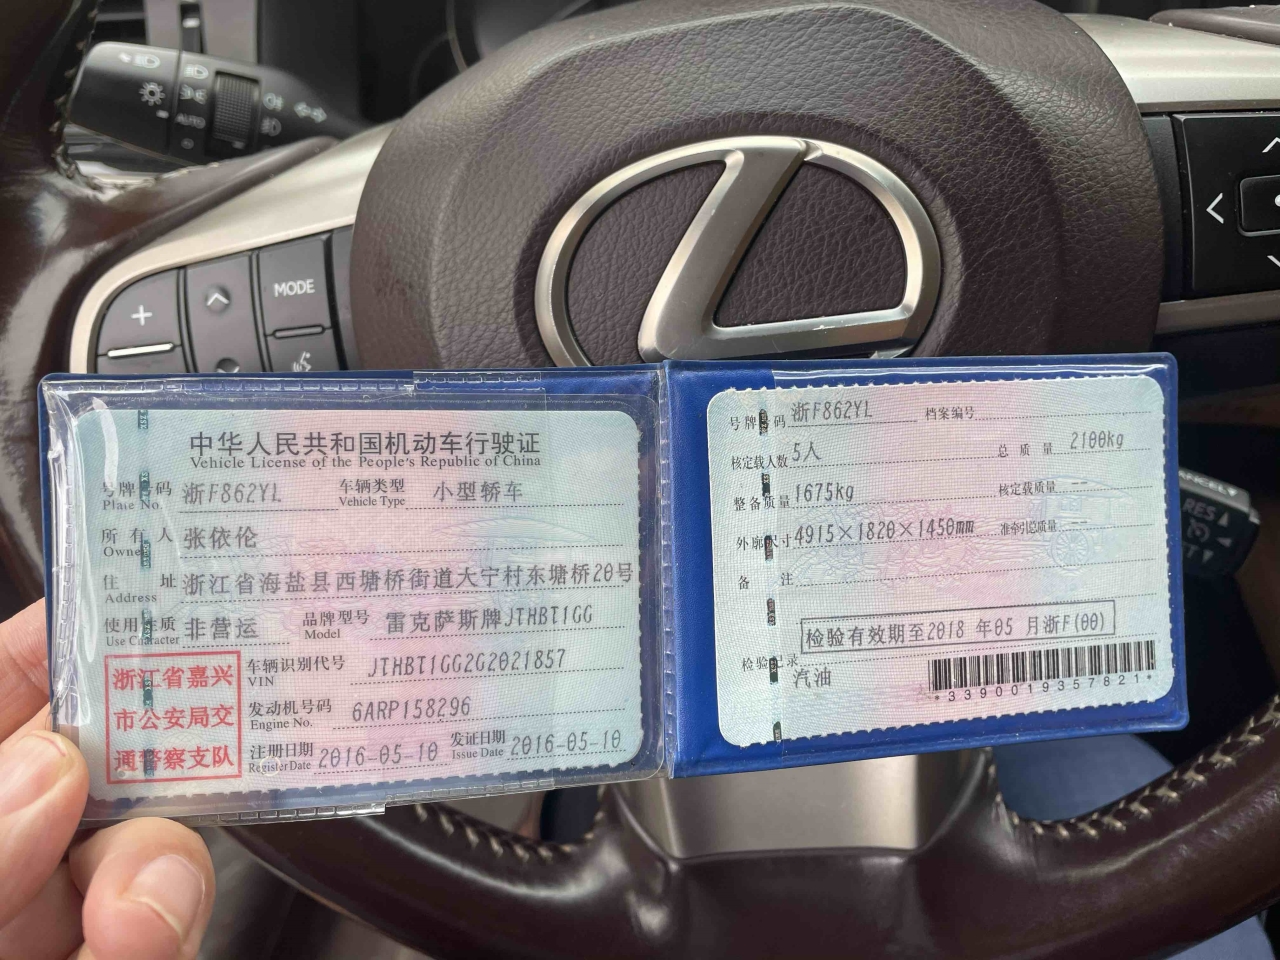 AUTO
MODE
RES
中华人民共和国机动车行驶证
Vehicle License of the People's Republic of China
号牌号码 浙F862YL 车辆类型 小型轿车
Plate No. Vehicle Type
所有人 张依伦
Owner
住址 浙江省海盐县西塘桥街道大宁村东塘桥20号
Address
使用性质 非营运 品牌型号 雷克萨斯牌JTHBT1GG
Use Character Model
浙江省嘉兴
市公安局交
通警察支队
车辆识别代号 JTHBT1GG2G2021857
VIN
发动机号码 6ARP158296
Engine No.
注册日期 2016-05-10 发证日期 2016-05-10
Register Date Issue Date
号牌号码 浙F862YL 档案编号
核定载人数 5人 总质量 2100kg
整备质量 1675kg 核定载质量 --
外廓尺寸 4915×1820×1450mm 准牵引总质量 --
备注
检验有效期至2018 年05 月浙F(00)
检验记录
汽油
*3390019357821*